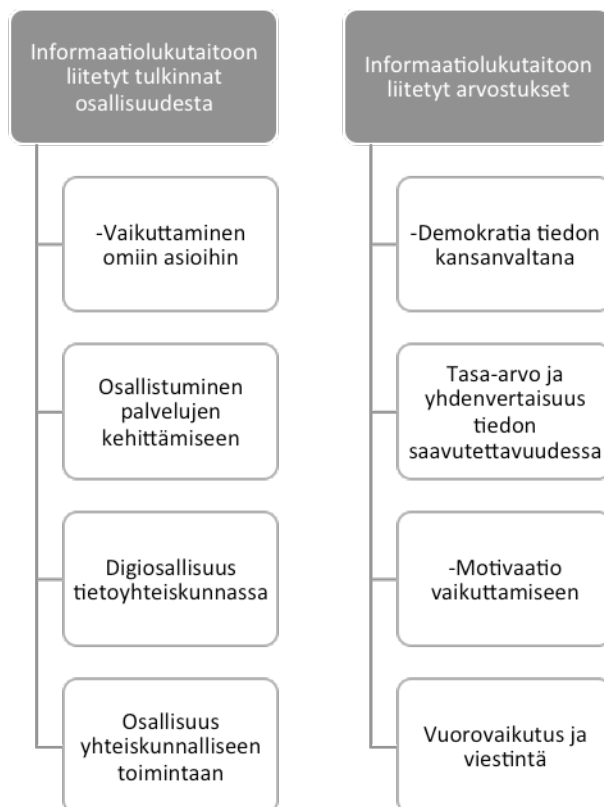 Informaatiolukutaitoon
liitetyt tulkinnat
osallisuudesta
-Vaikuttaminen
omiin asioihin
Osallistuminen
palvelujen
kehittämiseen
Digiosallisuus
tietoyhteiskunnassa
Osallisuus
yhteiskunnalliseen
toimintaan
Informaatiolukutaitoon
liitetyt arvostukset
-Demokratia tiedon
kansanvaltana
Tasa-arvo ja
yhdenvertaisuus
tiedon
saavutettavuudessa
-Motivaatio
vaikuttamiseen
Vuorovaikutus ja
viestintä